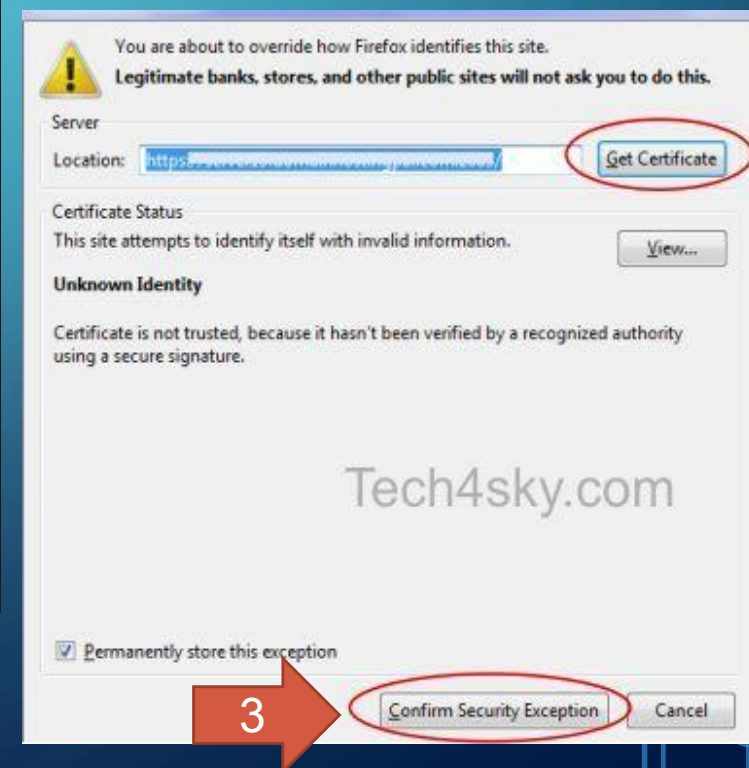 You are about to override how Firefox identifies this site.
Legitimate banks, stores, and other public sites will not ask you to do this.
Server
Location: https Get Certificate
Certificate Status
This site attempts to identify itself with invalid information.
View...
Unknown Identity
Certificate is not trusted, because it hasn't been verified by a recognized authority
using a secure signature.
Tech4sky.com
Permanently store this exception
3 Confirm Security Exception Cancel